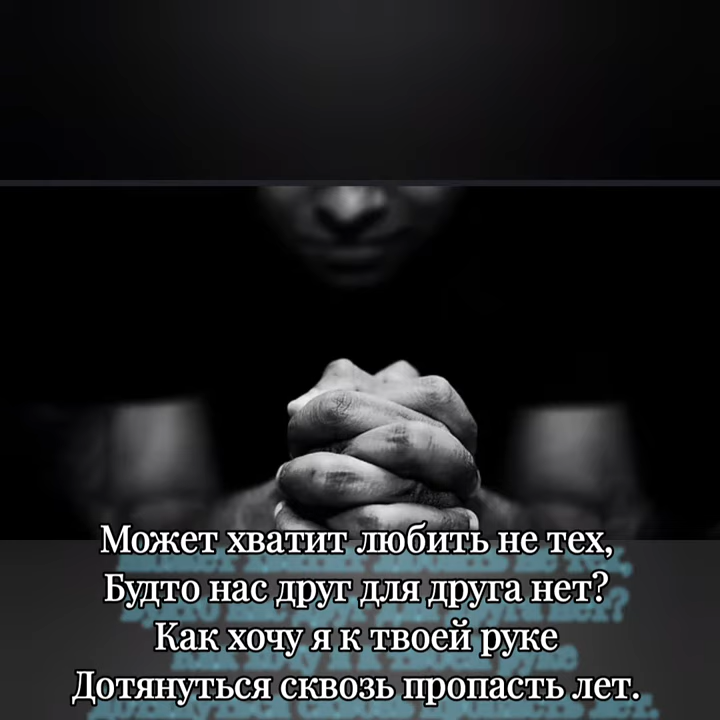 Может хватит любить не тех,
Будто нас друг для друга нет?
Как хочу я к твоей руке
Дотянуться сквозь пропасть лет.